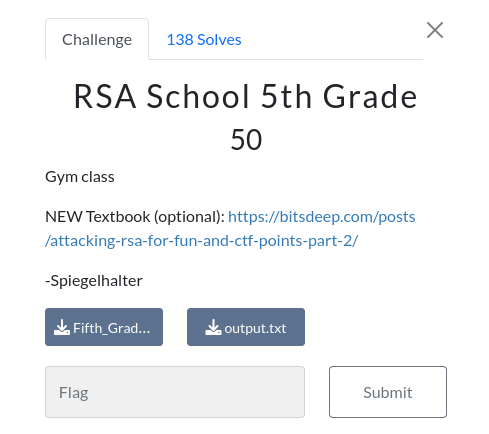 Challenge
138 Solves
RSA School 5th Grade
50
Gym class
NEW Textbook (optional): https://bitsdeep.com/posts
/attacking-rsa-for-fun-and-ctf-points-part-2/
-Spiegelhalter
Fifth_Grad...
output.txt
Flag
Submit